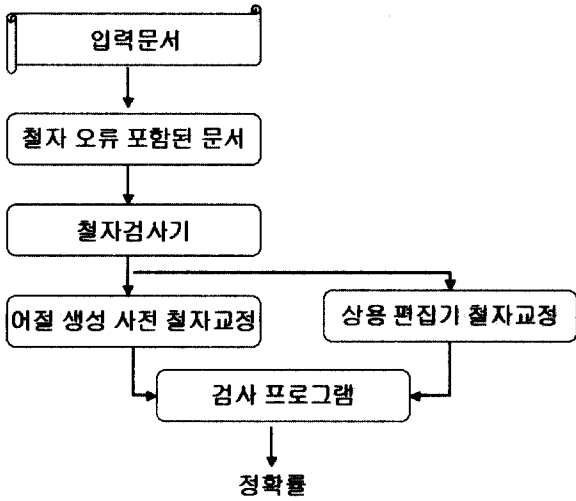 입력문서
철자 오류 포함된 문서
철자검사기
어절 생성 사전 철자교정
상용 편집기 철자교정
검사 프로그램
정확률